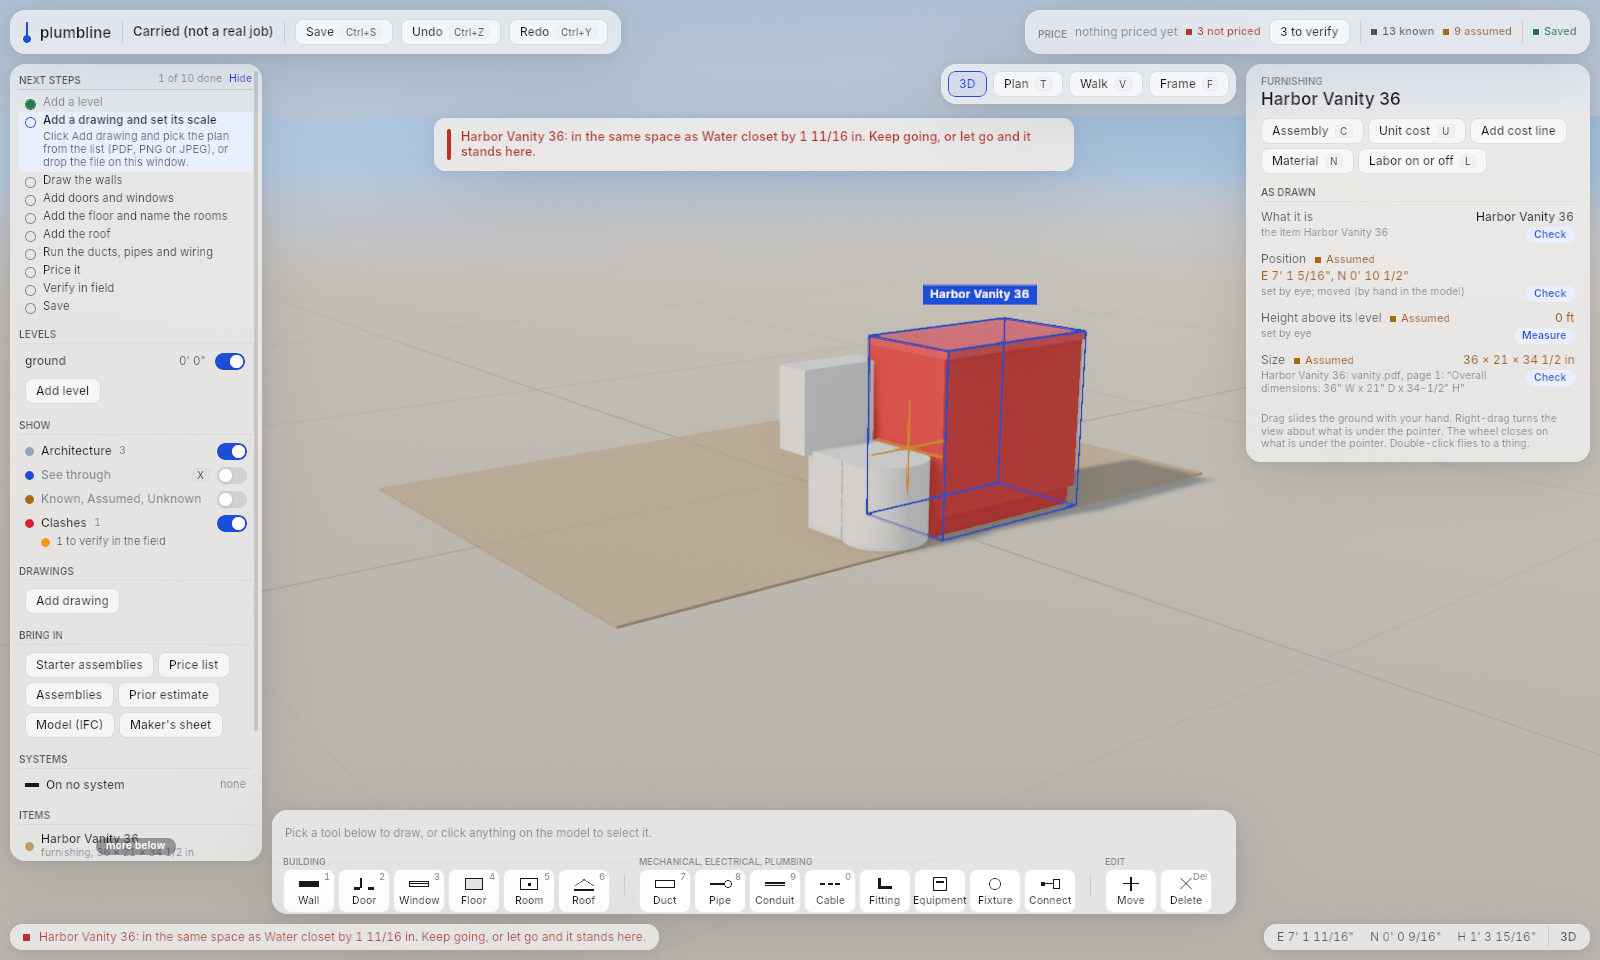 plumbline
Carried (not a real job)
Save Ctrl+S
Undo Ctrl+Z
Redo Ctrl+Y
PRICE nothing priced yet 3 not priced
3 to verify
13 known 9 assumed
Saved
NEXT STEPS 1 of 10 done Hide
Add a level
Add a drawing and set its scale
Click Add drawing and pick the plan
from the list (PDF, PNG or JPEG), or
drop the file on this window.
Draw the walls
Add doors and windows
Add the floor and name the rooms
Add the roof
Run the ducts, pipes and wiring
Price it
Verify in field
Save
LEVELS
ground 0' 0"
Add level
SHOW
Architecture 3
See through X
Known, Assumed, Unknown
Clashes 1
1 to verify in the field
DRAWINGS
Add drawing
BRING IN
Starter assemblies Price list
Assemblies Prior estimate
Model (IFC) Maker's sheet
SYSTEMS
On no system none
ITEMS
Harbor Vanity 36
furnishing, 36 × 21 × 34 1/2 in
more below
3D Plan T Walk V Frame F
Harbor Vanity 36: in the same space as Water closet by 1 11/16 in. Keep going, or let go and it
stands here.
Harbor Vanity 36
FURNISHING
Harbor Vanity 36
Assembly C Unit cost U Add cost line
Material N Labor on or off L
AS DRAWN
What it is Harbor Vanity 36
the item Harbor Vanity 36 Check
Position Assumed
E 7' 1 5/16", N 0' 10 1/2"
set by eye; moved (by hand in the model) Check
Height above its level Assumed 0 ft
set by eye Measure
Size Assumed 36 × 21 × 34 1/2 in
Harbor Vanity 36: vanity.pdf, page 1: "Overall Check
dimensions: 36" W x 21" D x 34-1/2" H"
Drag slides the ground with your hand. Right-drag turns the
view about what is under the pointer. The wheel closes on
what is under the pointer. Double-click flies to a thing.
Pick a tool below to draw, or click anything on the model to select it.
BUILDING MECHANICAL, ELECTRICAL, PLUMBING EDIT
1 2 3 4 5 6 7 8 9 0 Del
Wall Door Window Floor Room Roof Duct Pipe Conduit Cable Fitting Equipment Fixture Connect Move Delete
Harbor Vanity 36: in the same space as Water closet by 1 11/16 in. Keep going, or let go and it stands here.
E 7' 1 11/16" N 0' 0 9/16" H 1' 3 15/16" 3D